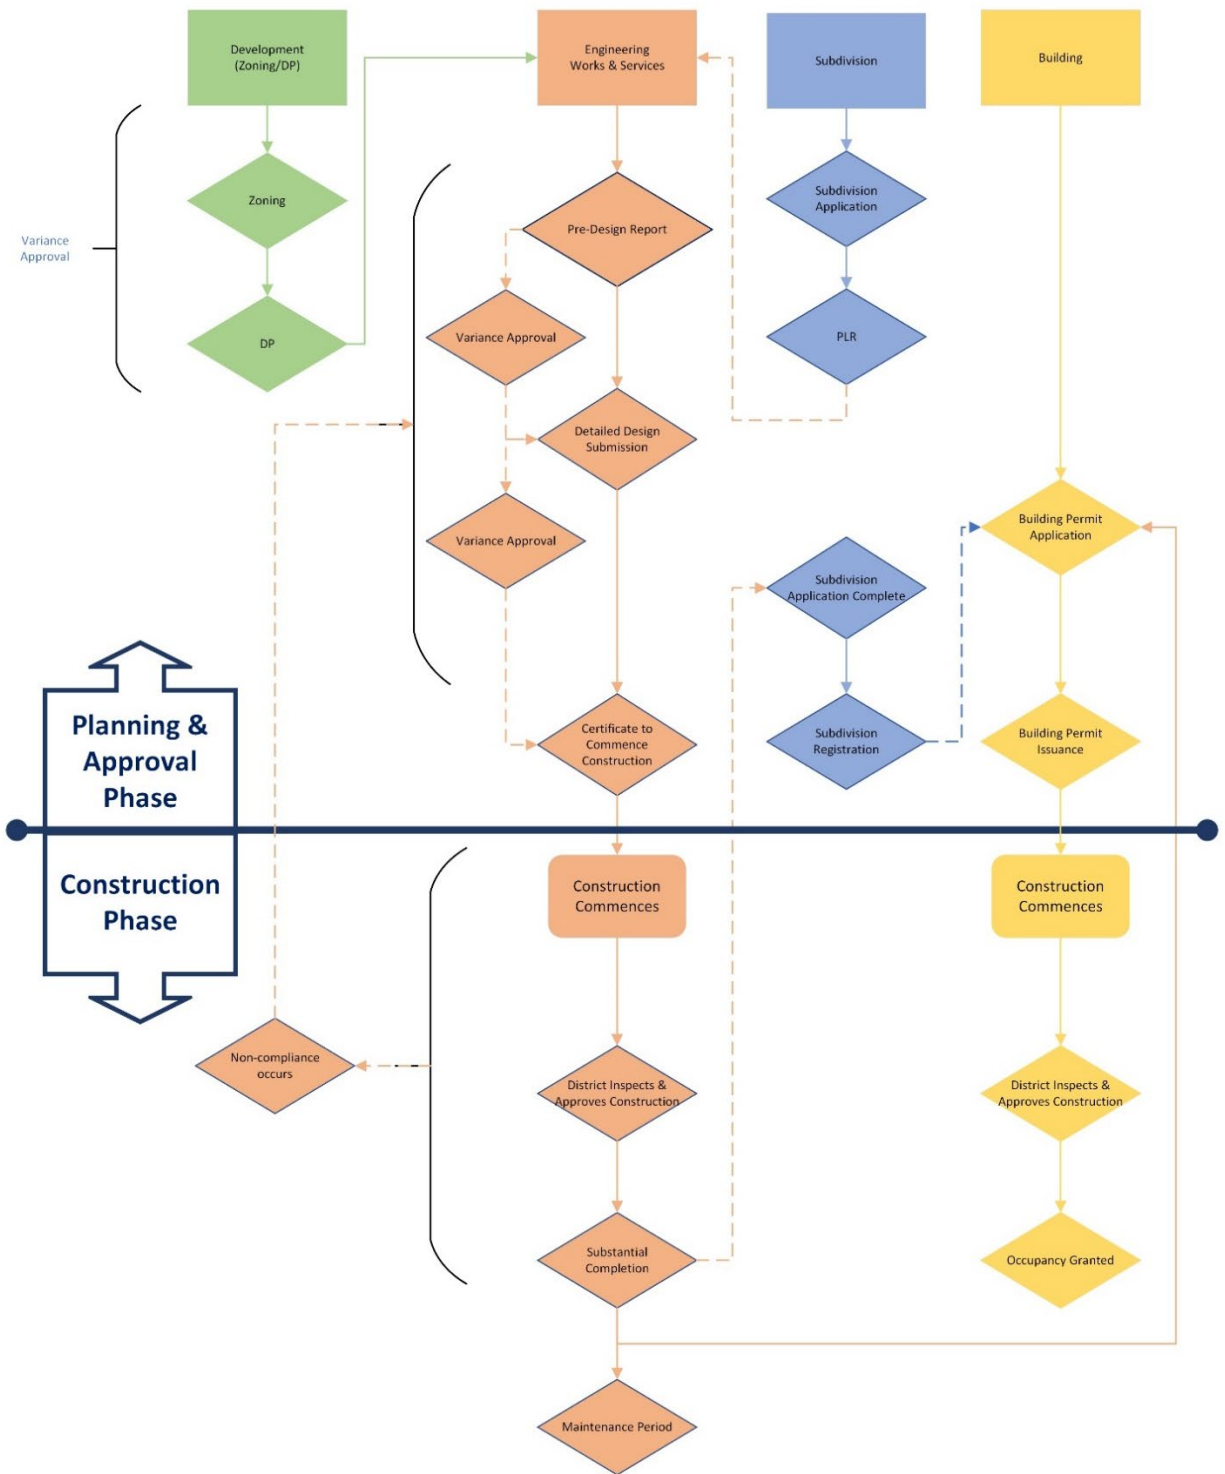 Development
(Zoning/DP)
Engineering
Works & Services
Subdivision
Building
Zoning
Subdivision
Application
Pre-Design Report
Variance
Approval
DP
Variance Approval
PLR
Detailed Design
Submission
Building Permit
Application
Variance Approval
Subdivision
Application Complete
Planning &
Approval
Phase
Certificate to
Commence
Construction
Subdivision
Registration
Building Permit
Issuance
Construction
Phase
Construction
Commences
Construction
Commences
Non-compliance
occurs
District Inspects &
Approves Construction
District Inspects &
Approves Construction
Substantial
Completion
Occupancy Granted
Maintenance Period